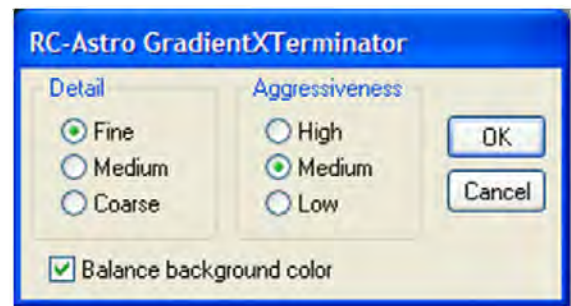 RC-Astro GradientXTerminator
Detail
Fine
Medium
Coarse
Aggressiveness
High
Medium
Low
OK
Cancel
Balance background color